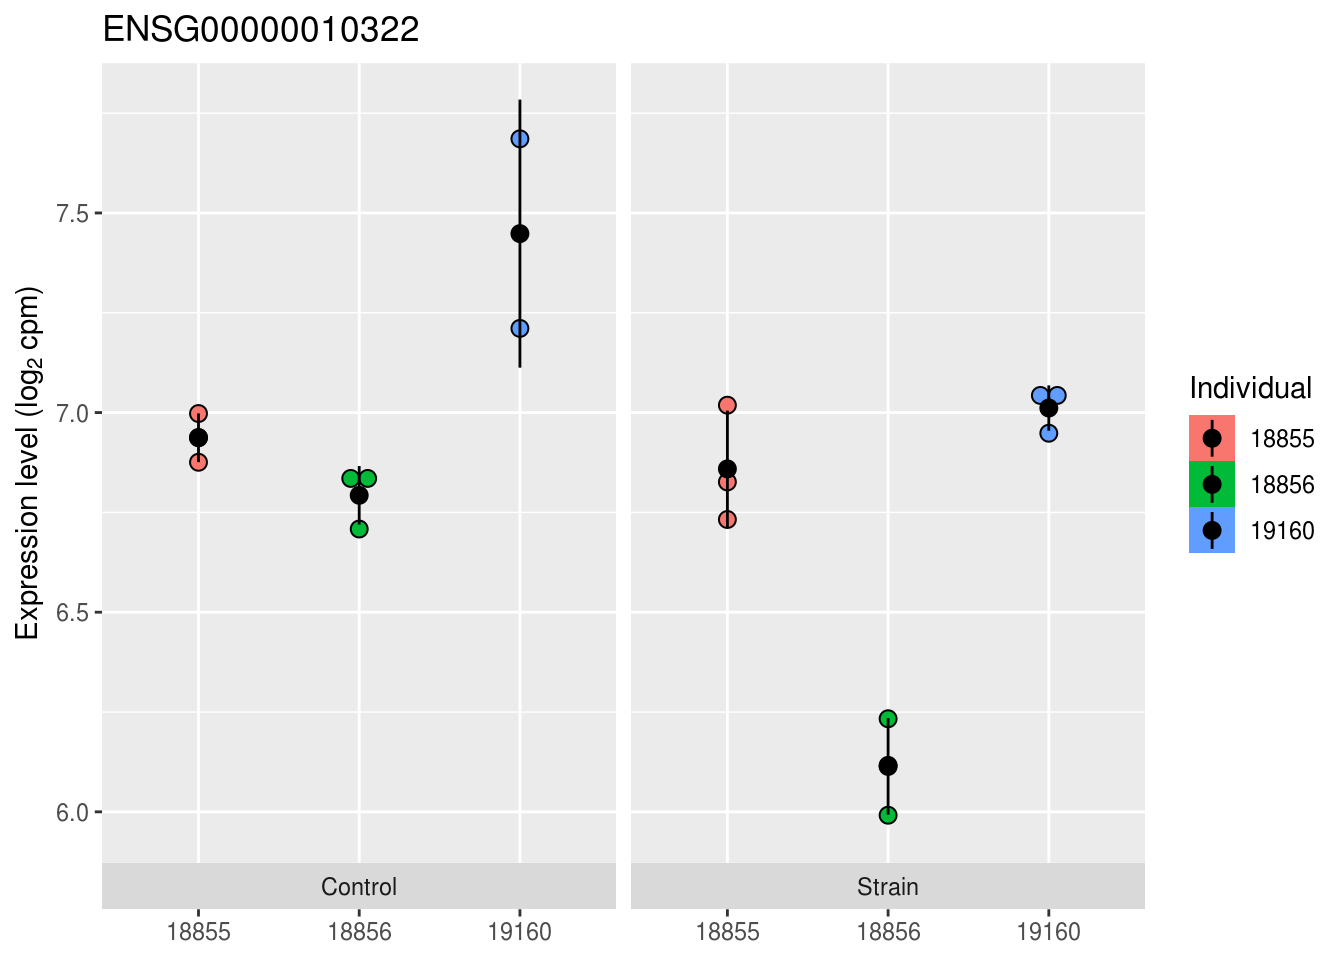 ENSG00000010322
Expression level (log₂ cpm)
7.5
7.0
6.5
6.0
Control
Strain
18855
18856
19160
18855
18856
19160
Individual
18855
18856
19160